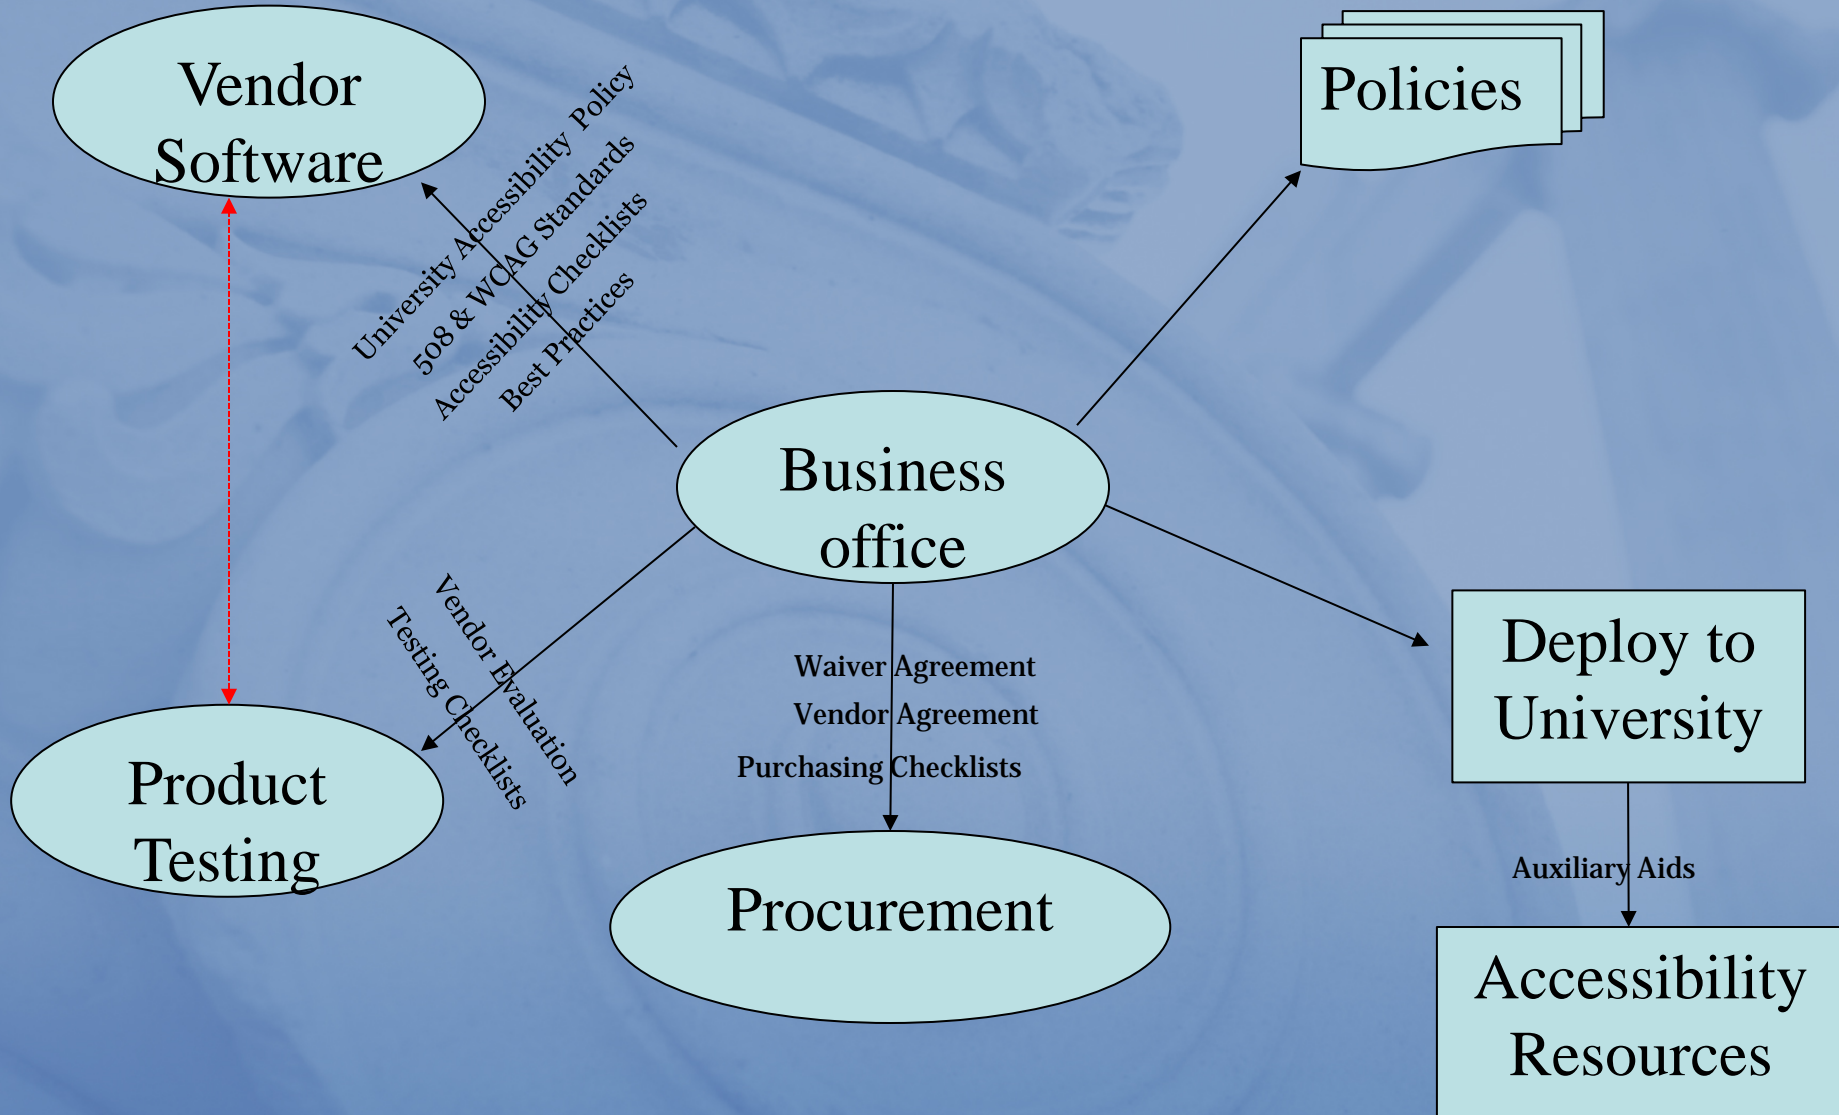 Vendor
Software
Policies
University Accessibility Policy
508 & WCAG Standards
Accessibility Checklists
Best Practices
Business
office
Vendor Evaluation
Testing Checklists
Waiver Agreement
Vendor Agreement
Purchasing Checklists
Deploy to
University
Product
Testing
Procurement
Auxiliary Aids
Accessibility
Resources